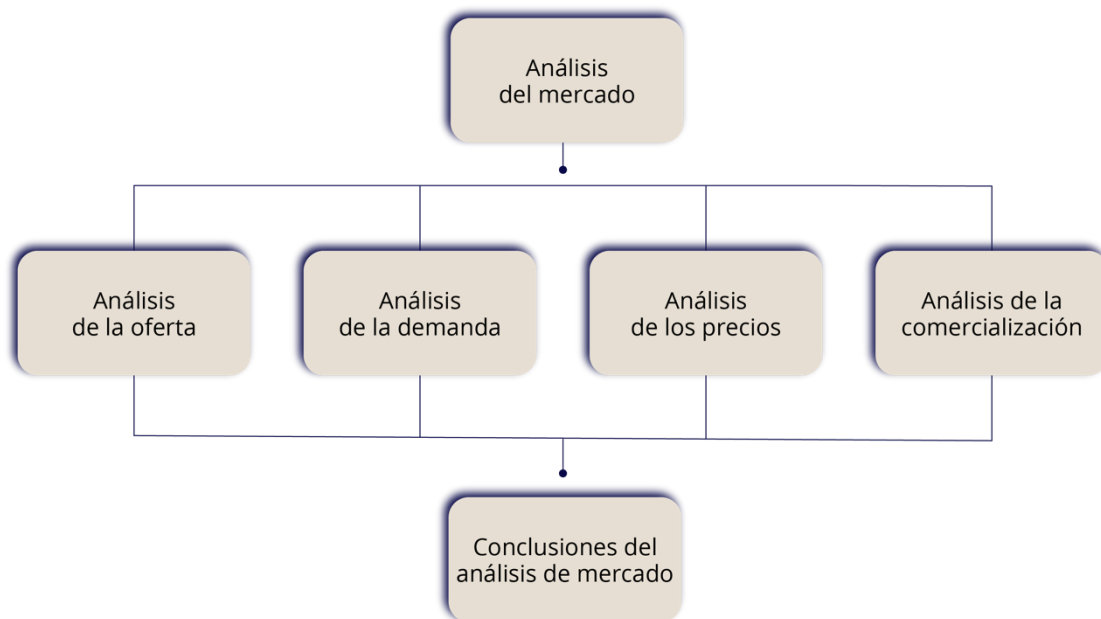 Análisis
del mercado
Análisis
de la oferta
Análisis
de la demanda
Análisis
de los precios
Análisis de la
comercialización
Conclusiones del
análisis de mercado